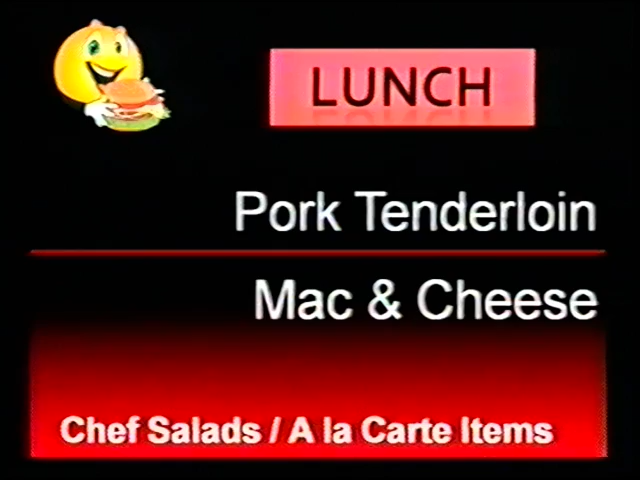 LUNCH
Pork Tenderloin
Mac & Cheese
Chef Salads / A la Carte Items